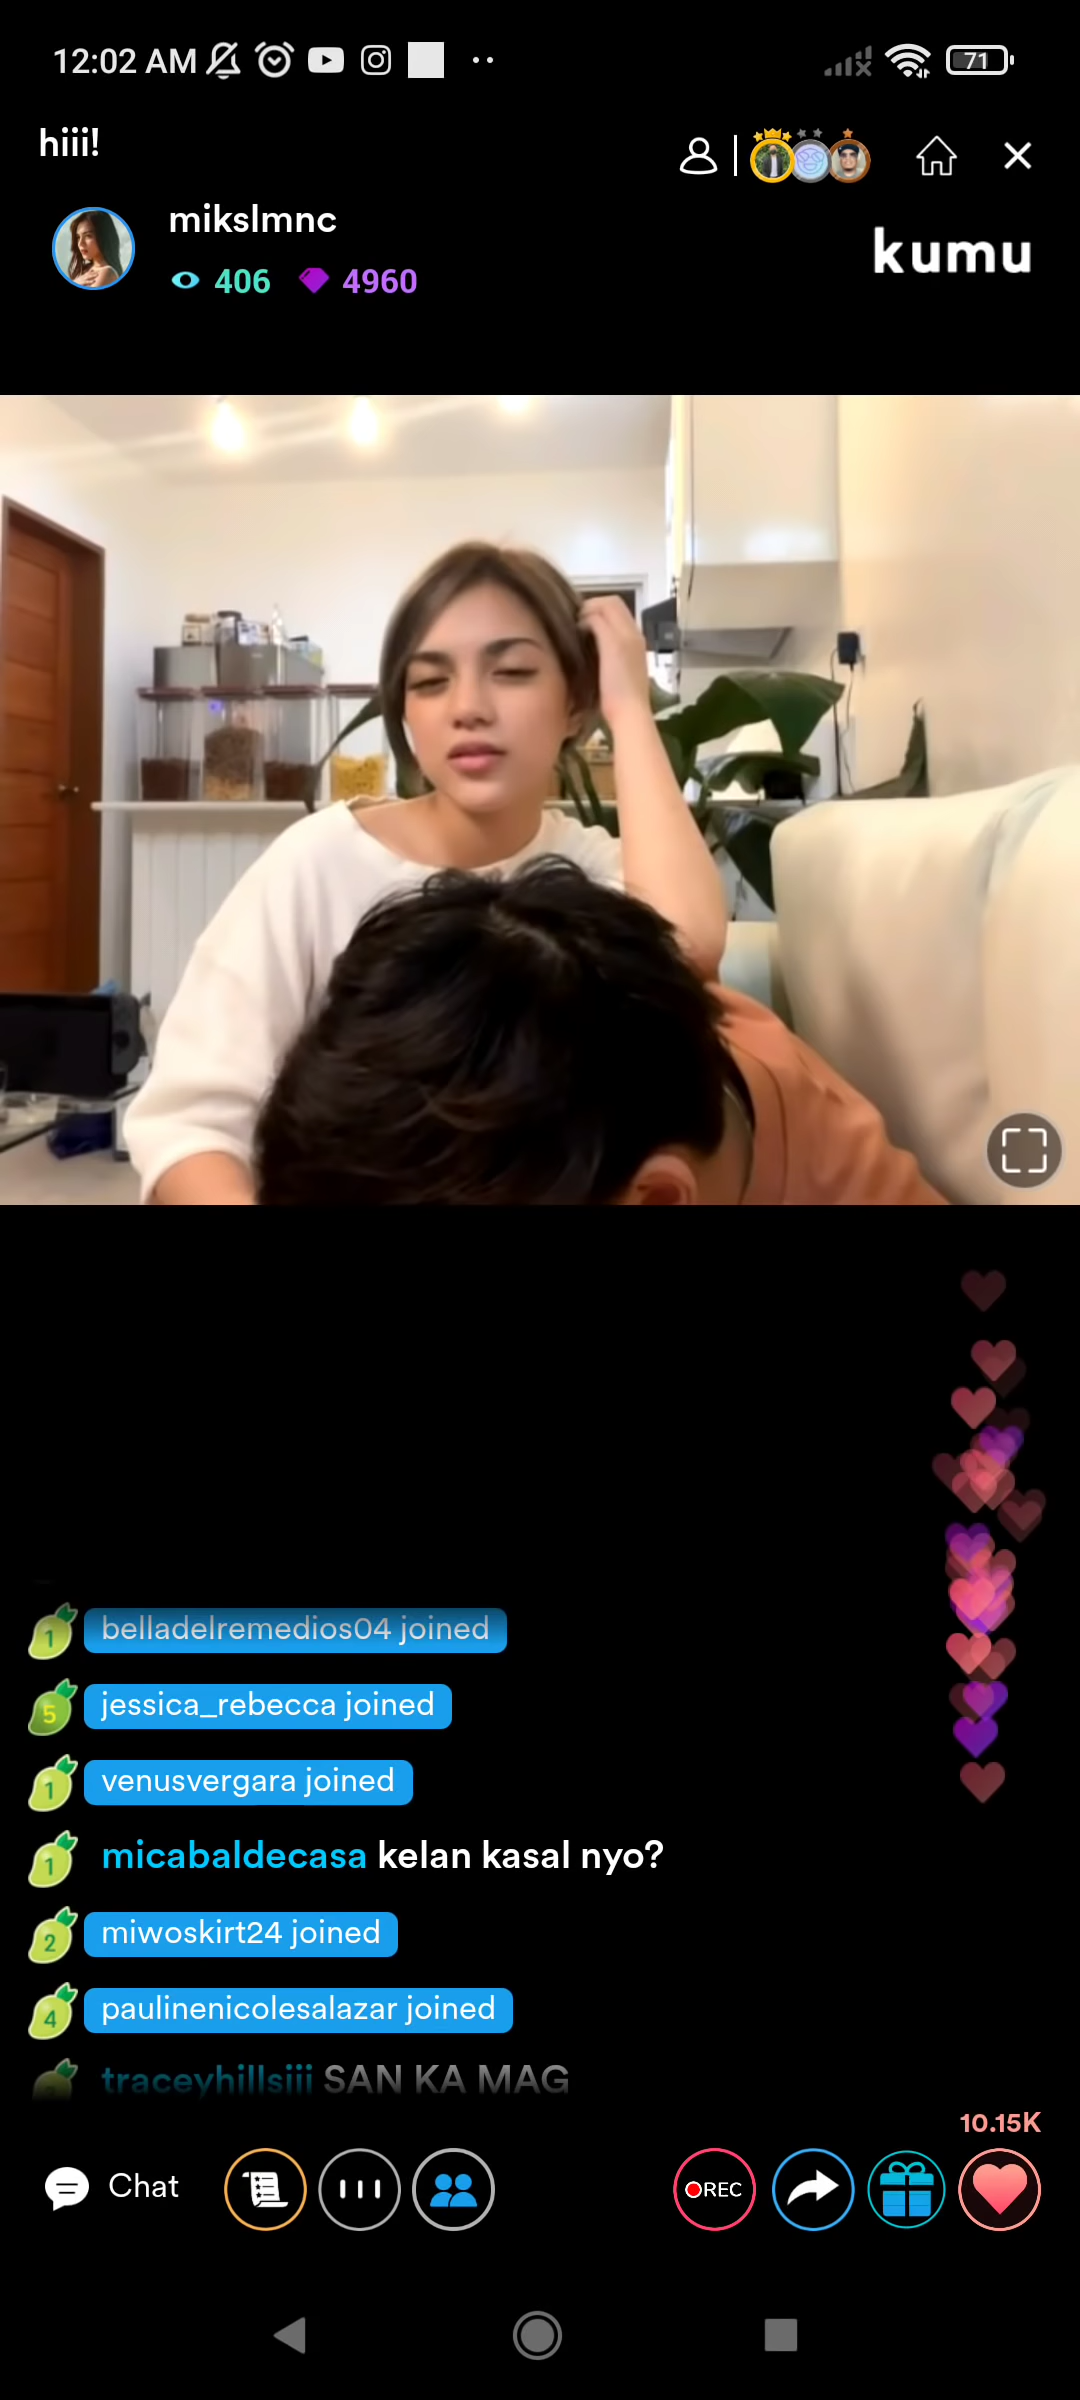 12:02 AM
71
hiii!
mikslmnc
406 4960
kumu
1 belladelremedios04 joined
5 jessica_rebecca joined
1 venusvergara joined
1 micabaldecasa kelan kasal nyo?
2 miwoskirt24 joined
4 paulinenicolesalazar joined
traceyhillsiii SAN KA MAG
10.15K
Chat
REC